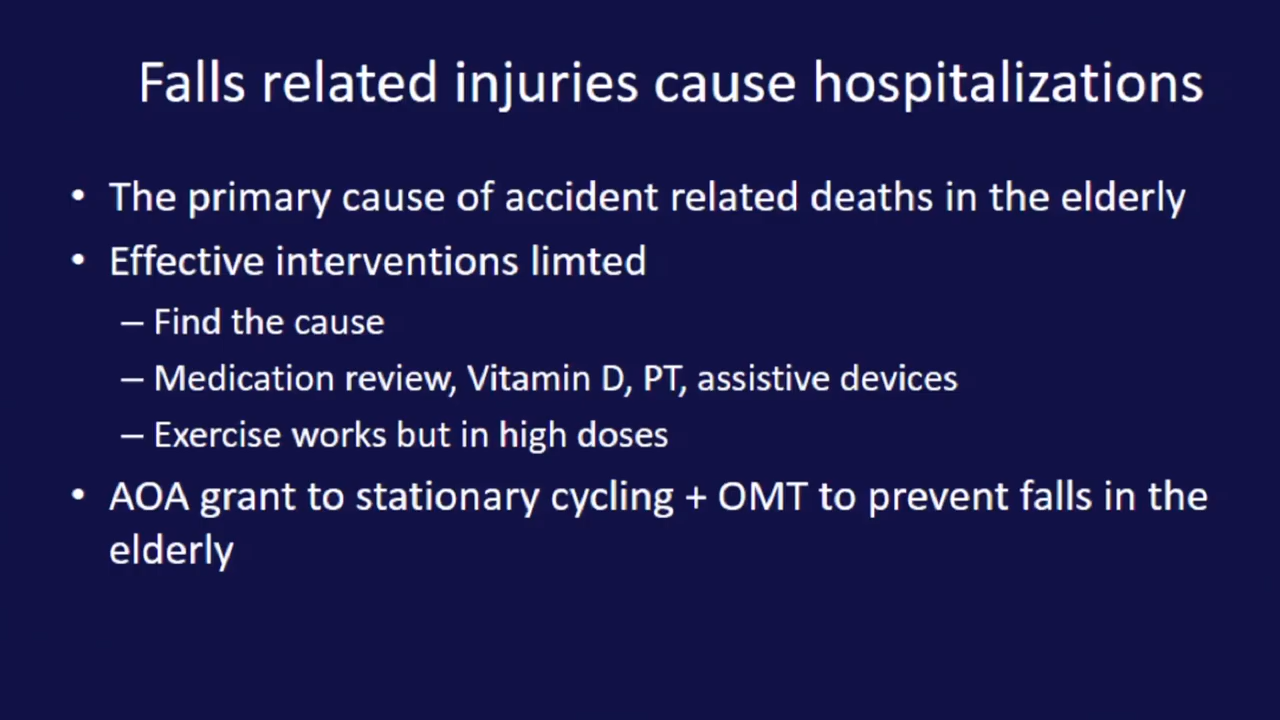 Falls related injuries cause hospitalizations
• The primary cause of accident related deaths in the elderly
• Effective interventions limted
– Find the cause
– Medication review, Vitamin D, PT, assistive devices
– Exercise works but in high doses
• AOA grant to stationary cycling + OMT to prevent falls in the
elderly